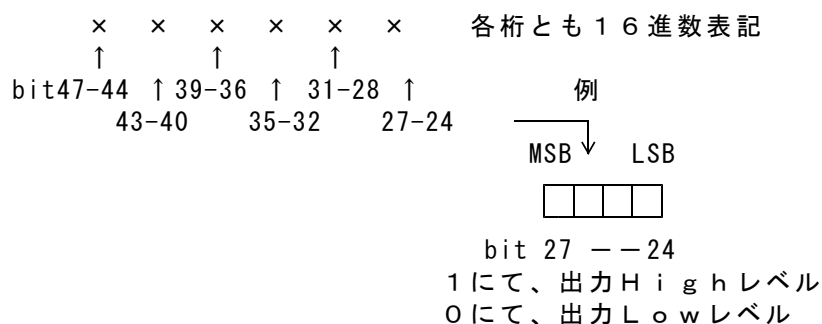 ×　×　×　×　×　×　各桁とも１６進数表記
↑　↑　↑
bit47-44 ↑ 39-36 ↑ 31-28 ↑　例
43-40　35-32　27-24
MSB　LSB
bit 27 ――24
１にて、出力Ｈｉｇｈレベル
０にて、出力Ｌｏｗレベル